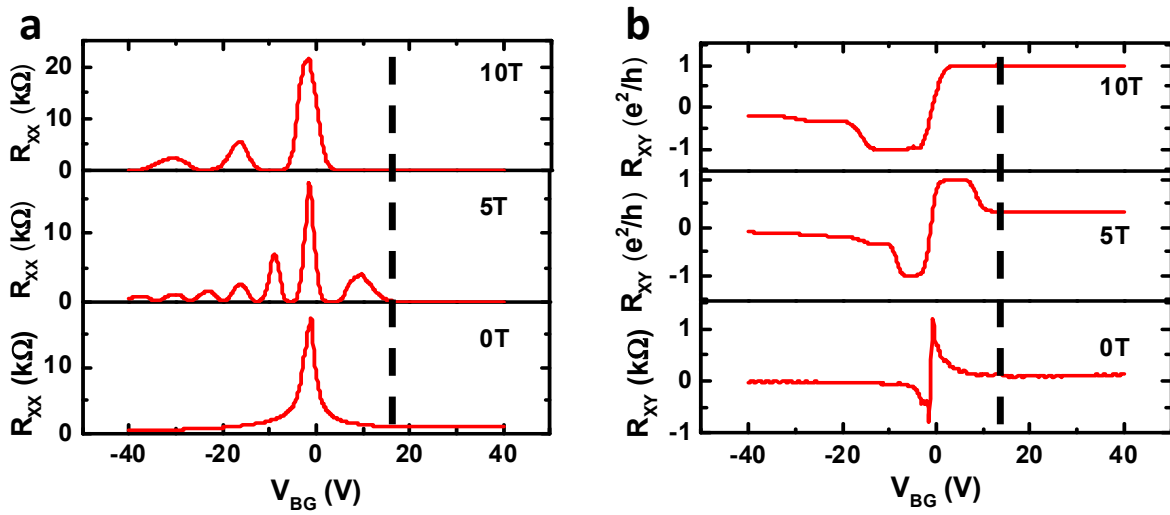 a
R_XX (kΩ)
20
10
0
10T
R_XX (kΩ)
10
0
5T
R_XX (kΩ)
10
0
0T
-40 -20 0 20 40
V_BG (V)
b
R_XY (e²/h)
1
0
-1
10T
R_XY (e²/h)
1
0
-1
5T
R_XY (kΩ)
1
0
-1
0T
-40 -20 0 20 40
V_BG (V)